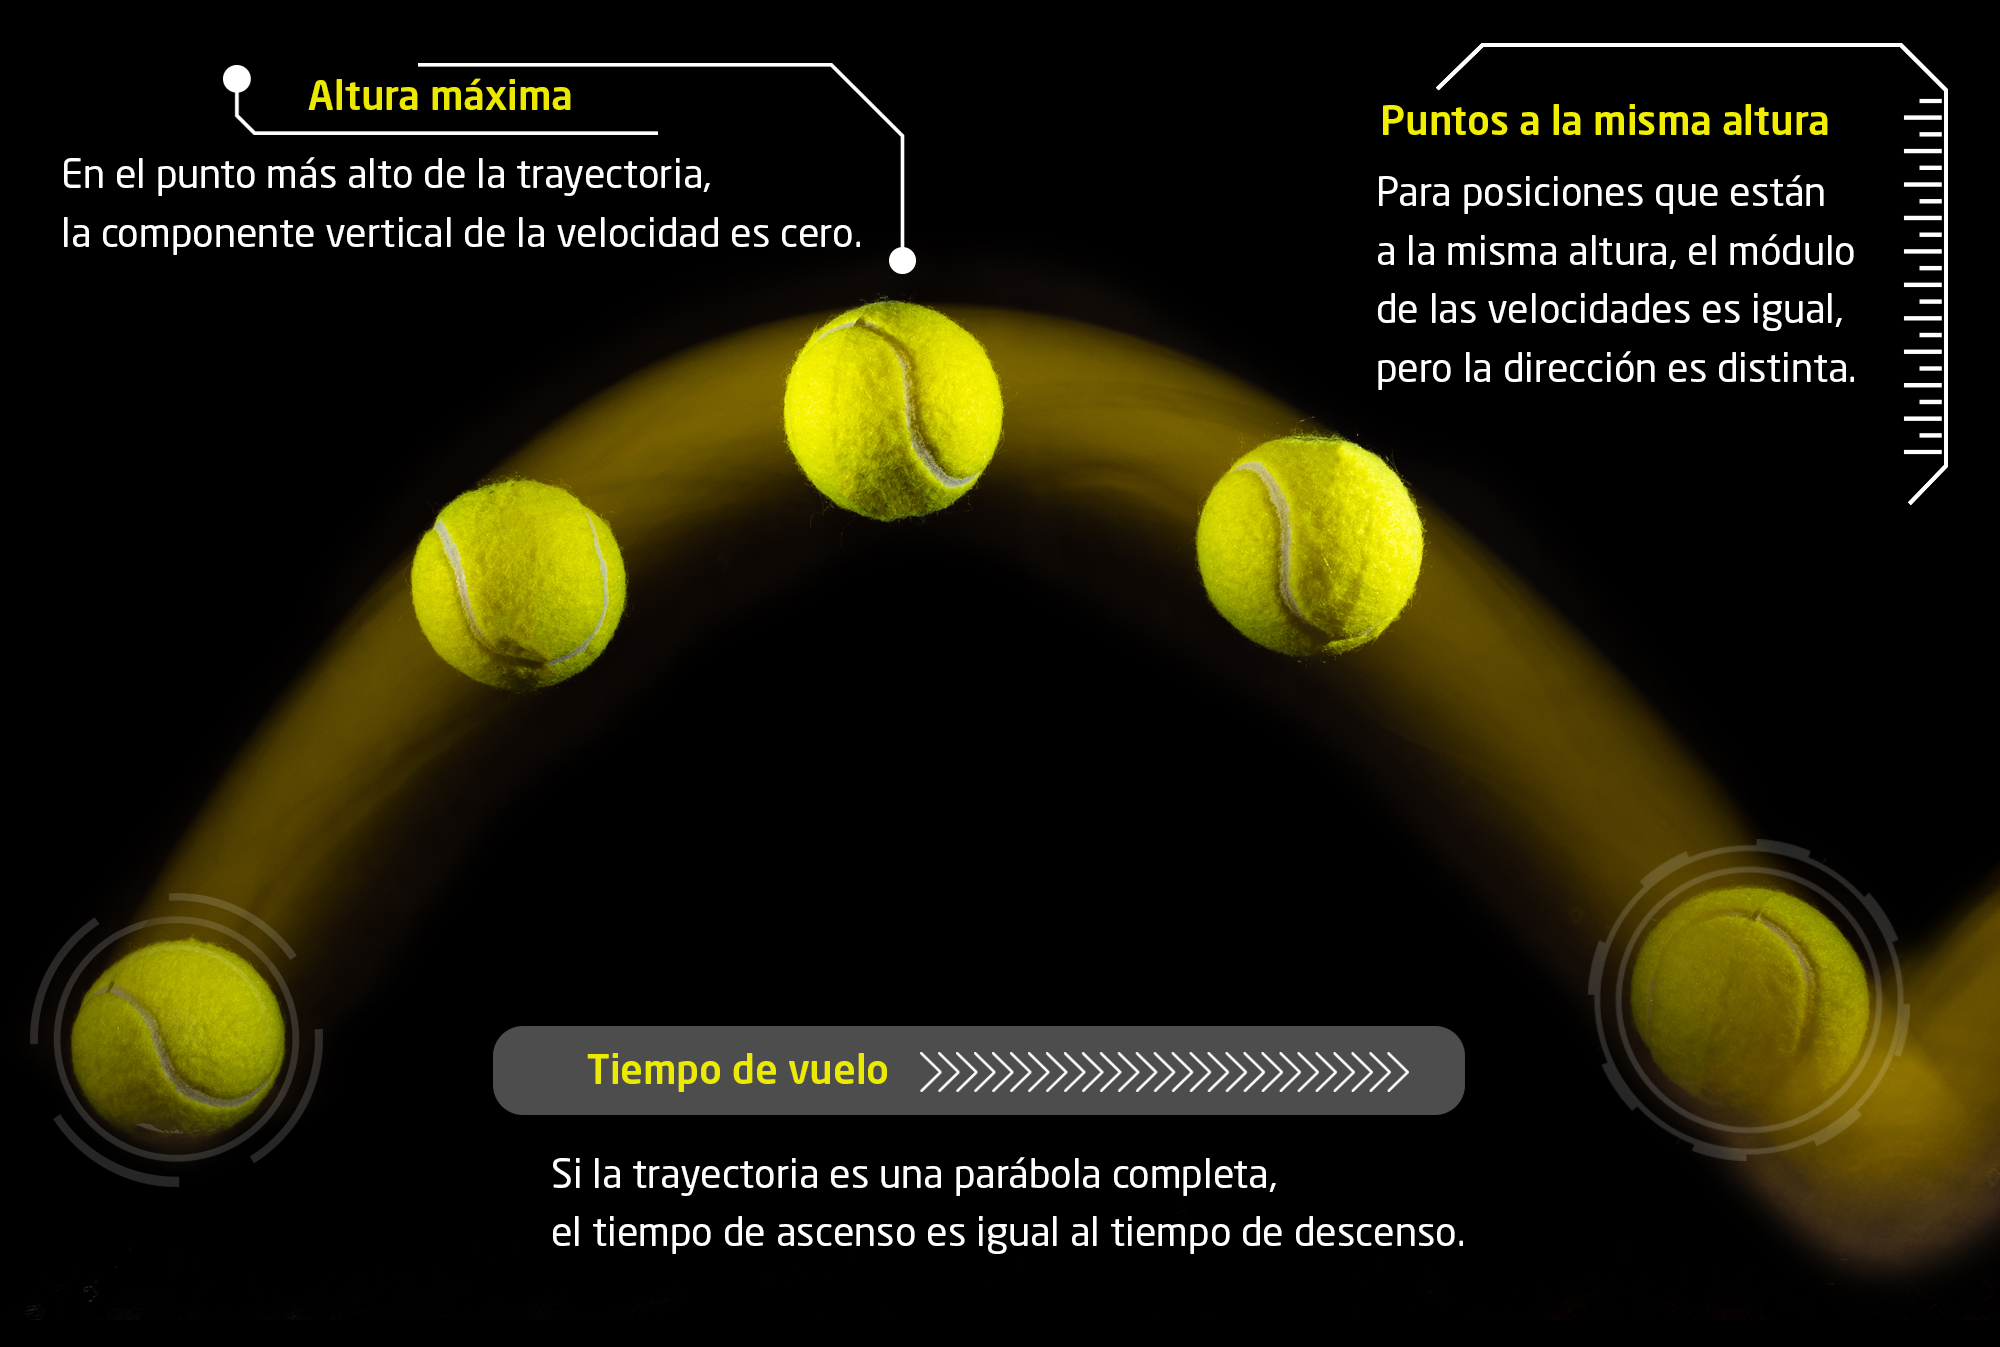 Altura máxima
En el punto más alto de la trayectoria,
la componente vertical de la velocidad es cero.
Puntos a la misma altura
Para posiciones que están
a la misma altura, el módulo
de las velocidades es igual,
pero la dirección es distinta.
Tiempo de vuelo
Si la trayectoria es una parábola completa,
el tiempo de ascenso es igual al tiempo de descenso.